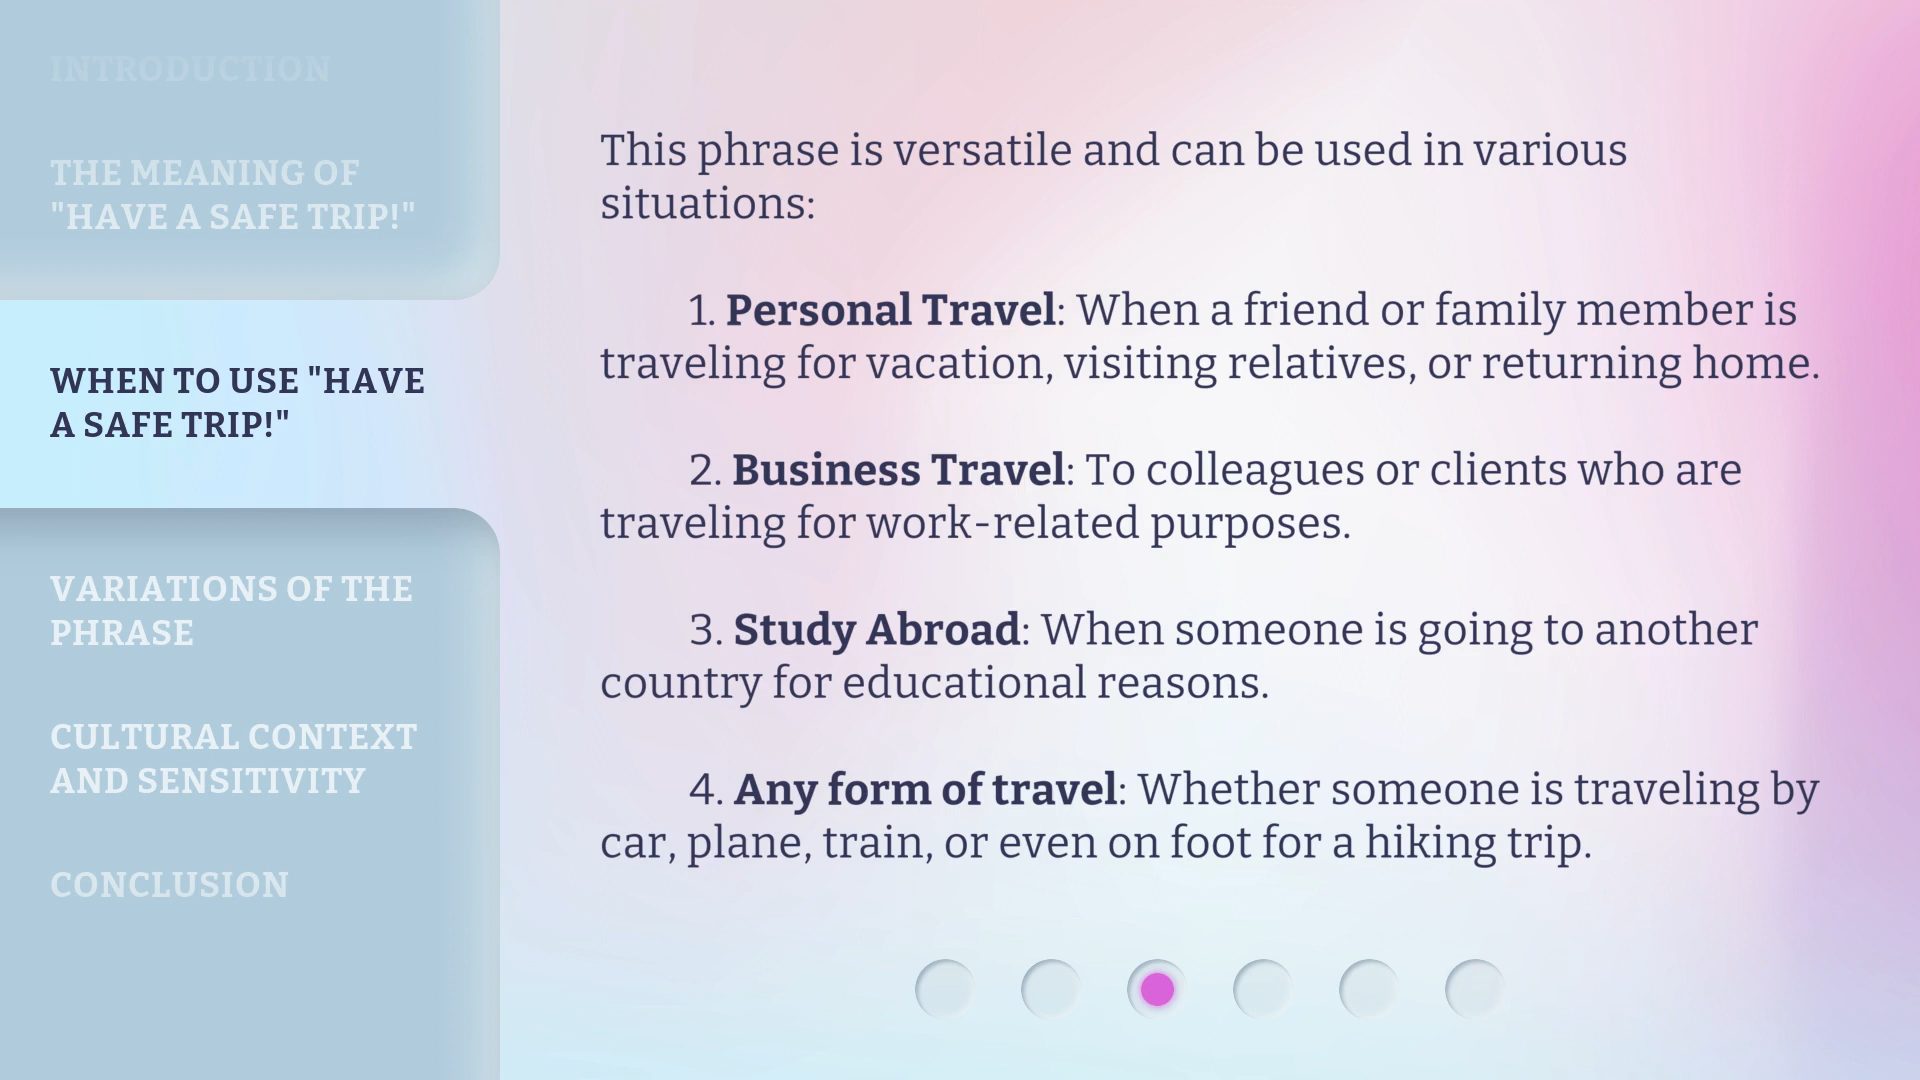 INTRODUCTION
THE MEANING OF
"HAVE A SAFE TRIP!"
WHEN TO USE "HAVE
A SAFE TRIP!"
VARIATIONS OF THE
PHRASE
CULTURAL CONTEXT
AND SENSITIVITY
CONCLUSION
This phrase is versatile and can be used in various
situations:
1. Personal Travel: When a friend or family member is
traveling for vacation, visiting relatives, or returning home.
2. Business Travel: To colleagues or clients who are
traveling for work-related purposes.
3. Study Abroad: When someone is going to another
country for educational reasons.
4. Any form of travel: Whether someone is traveling by
car, plane, train, or even on foot for a hiking trip.